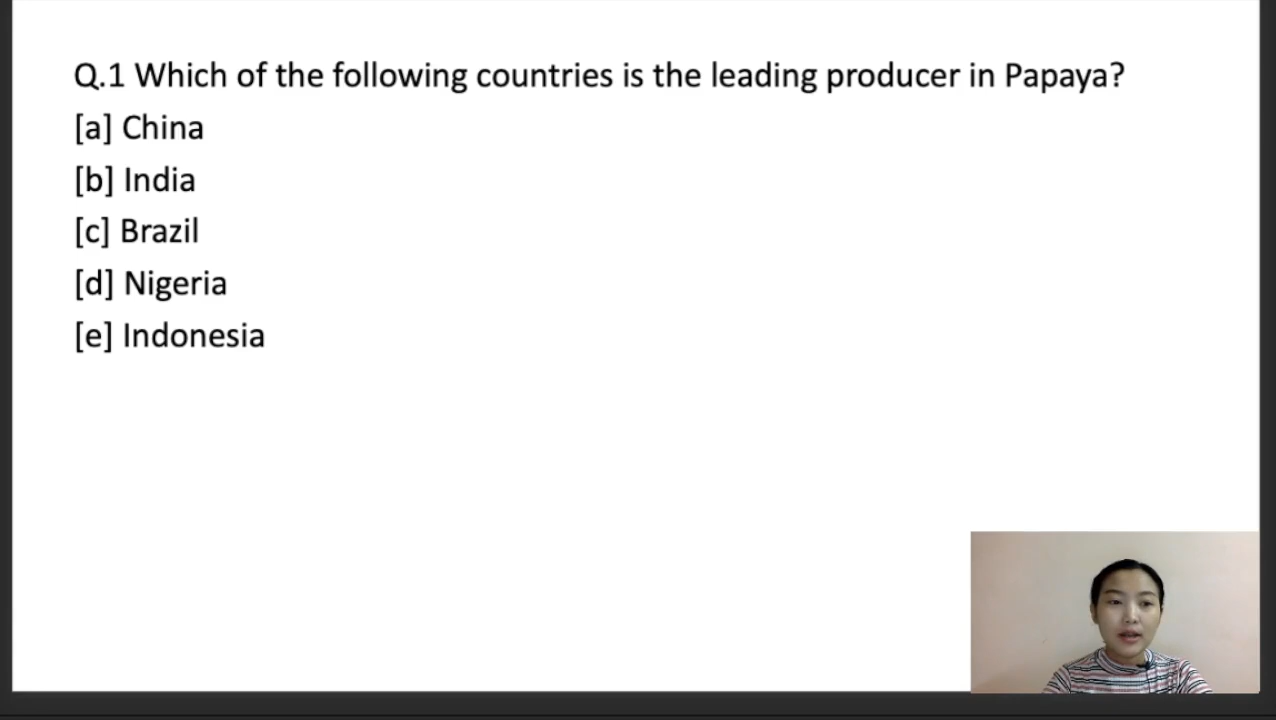 Q.1 Which of the following countries is the leading producer in Papaya?
[a] China
[b] India
[c] Brazil
[d] Nigeria
[e] Indonesia